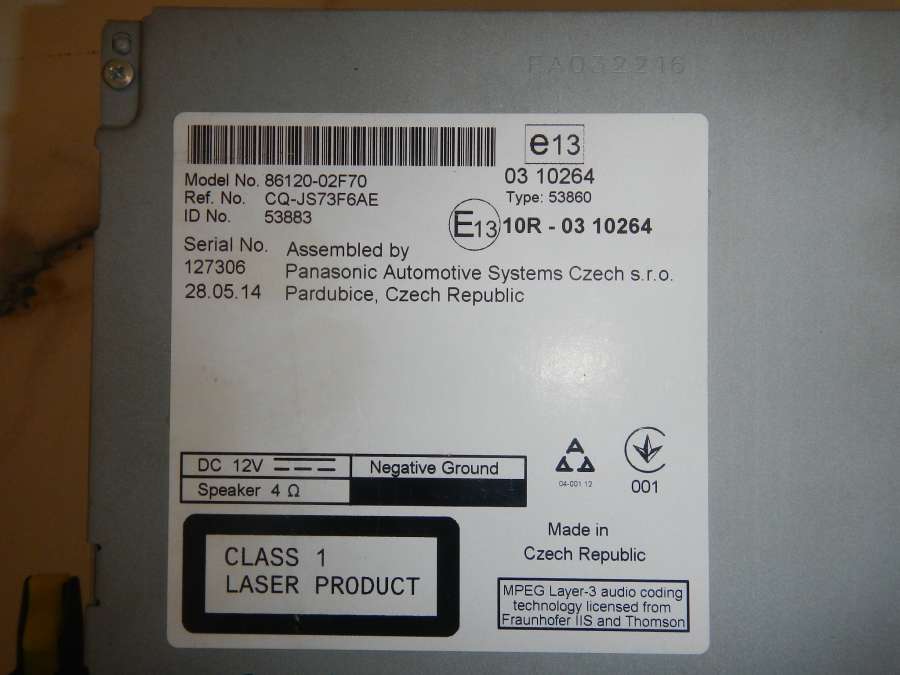 FA032216
e13
Model No. 86120-02F70
03 10264
Ref. No. CQ-JS73F6AE
Type: 53860
ID No. 53883
E13 10R - 03 10264
Serial No.
127306
28.05.14
Assembled by
Panasonic Automotive Systems Czech s.r.o.
Pardubice, Czech Republic
DC 12V
Negative Ground
Speaker 4 Ω
04-001 12
001
CLASS 1
LASER PRODUCT
Made in
Czech Republic
MPEG Layer-3 audio coding
technology licensed from
Fraunhofer IIS and Thomson